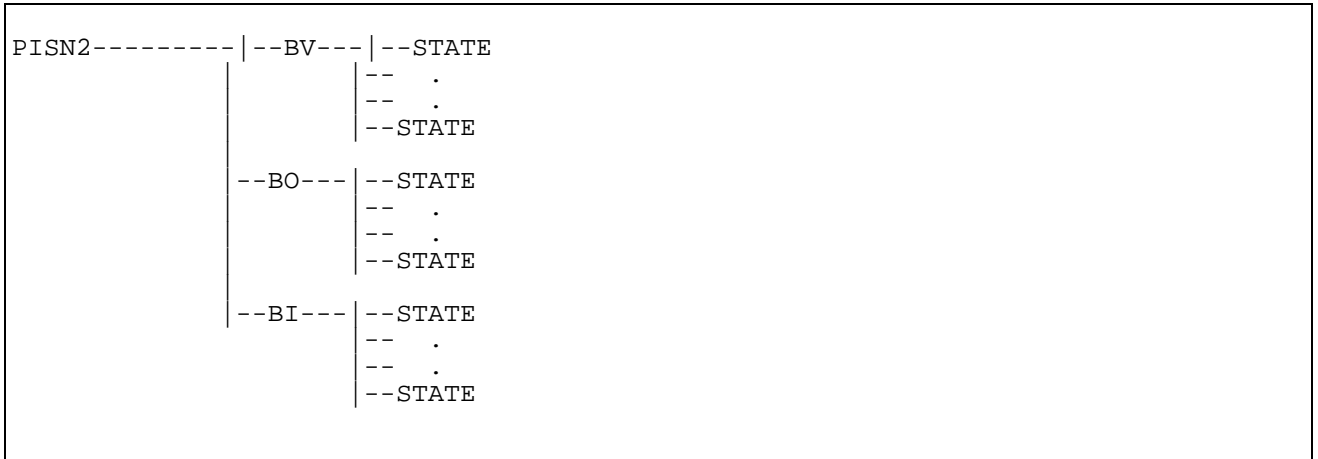 PISN2---------|--BV---|--STATE
              |       |--  .
              |       |--  .
              |       |--STATE
              |
              |--BO---|--STATE
              |       |--  .
              |       |--  .
              |       |--STATE
              |
              |--BI---|--STATE
                      |--  .
                      |--  .
                      |--STATE